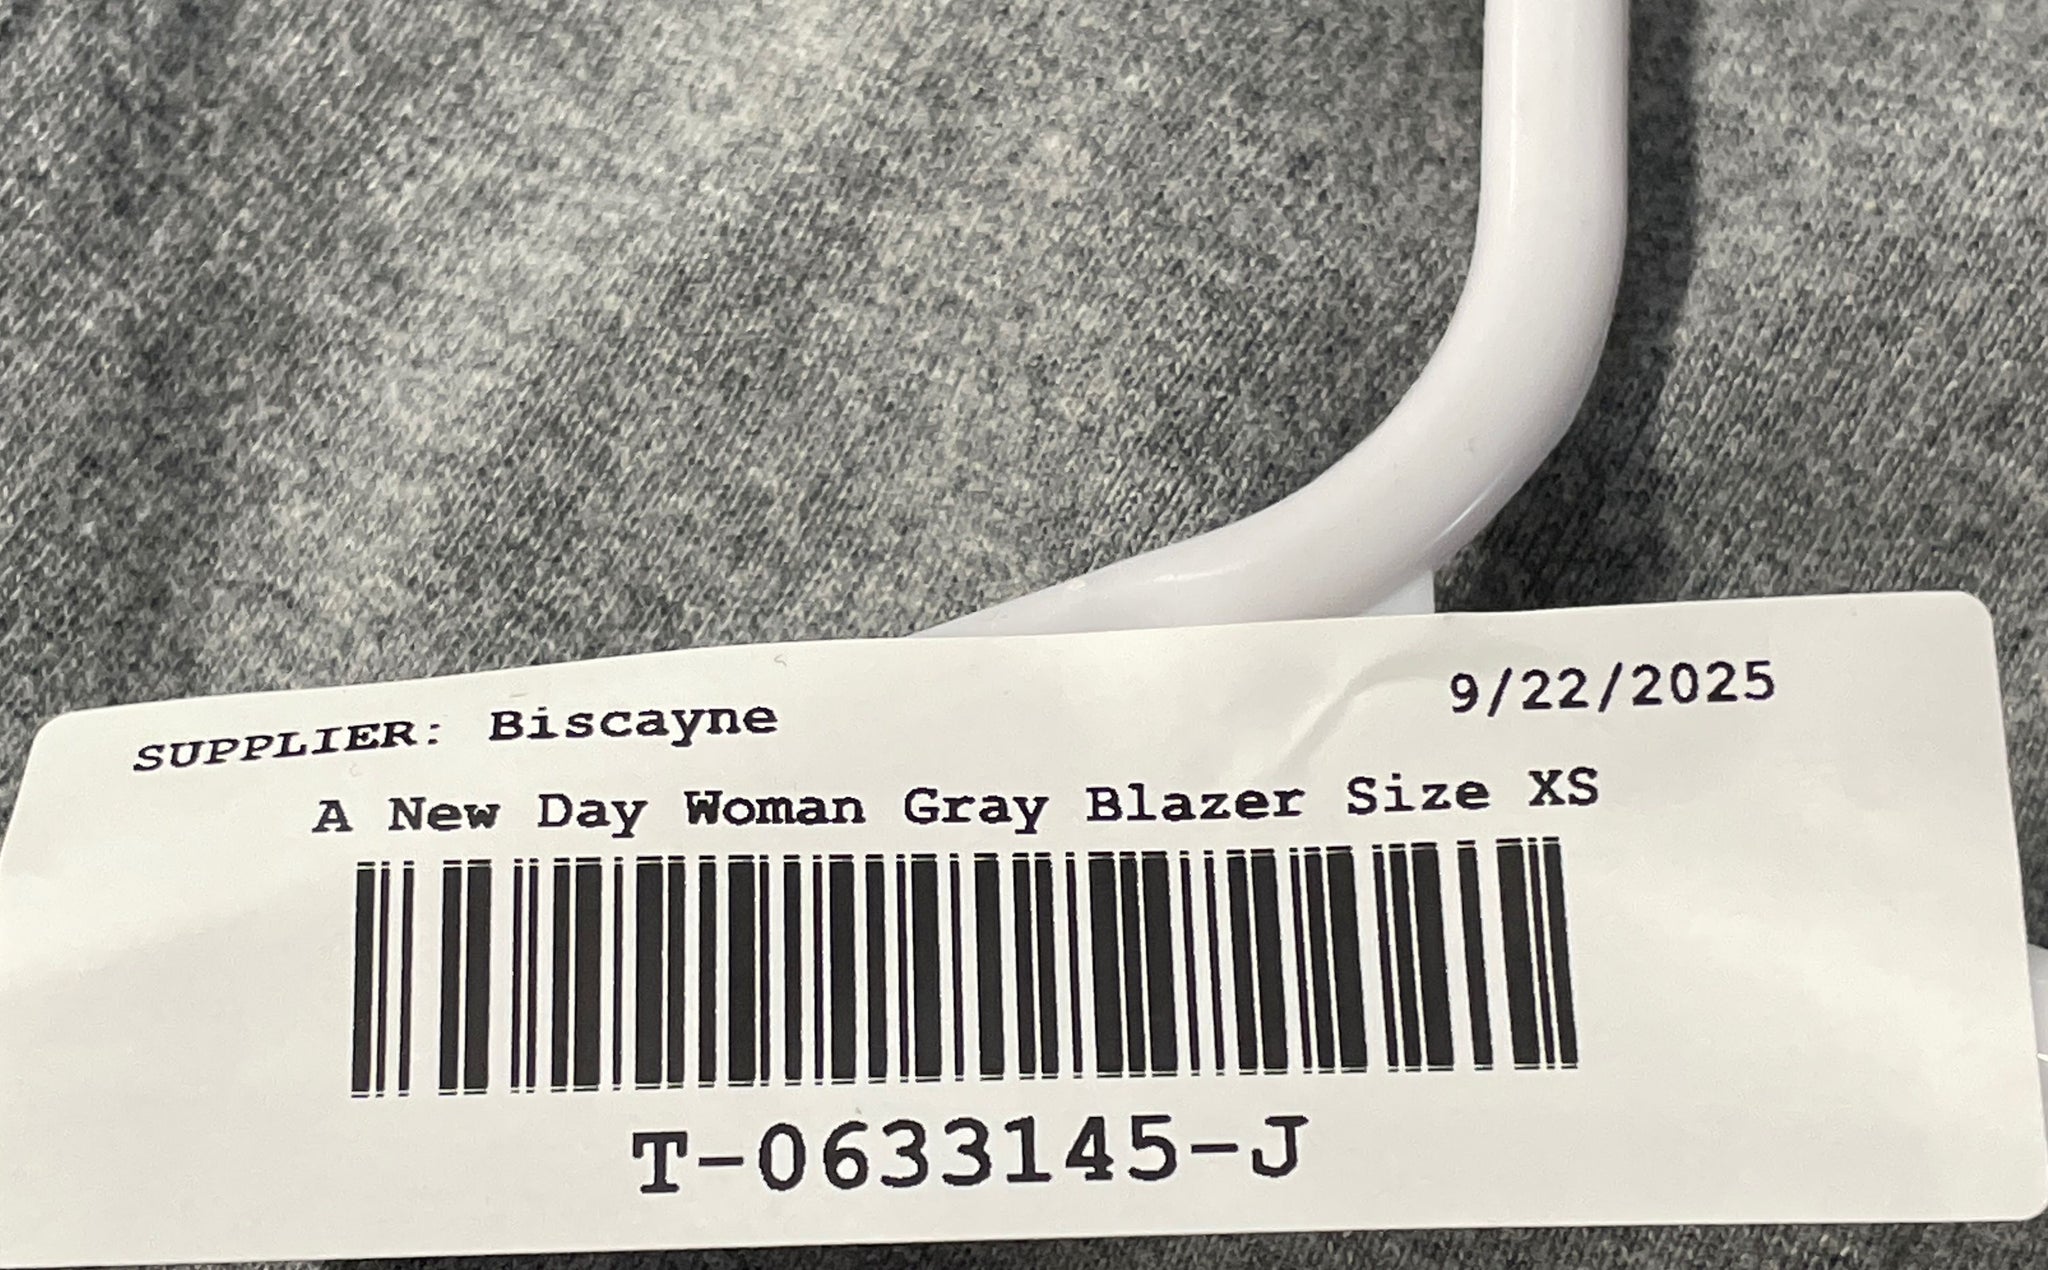 SUPPLIER: Biscayne 9/22/2025
A New Day Woman Gray Blazer Size XS
T-0633145-J